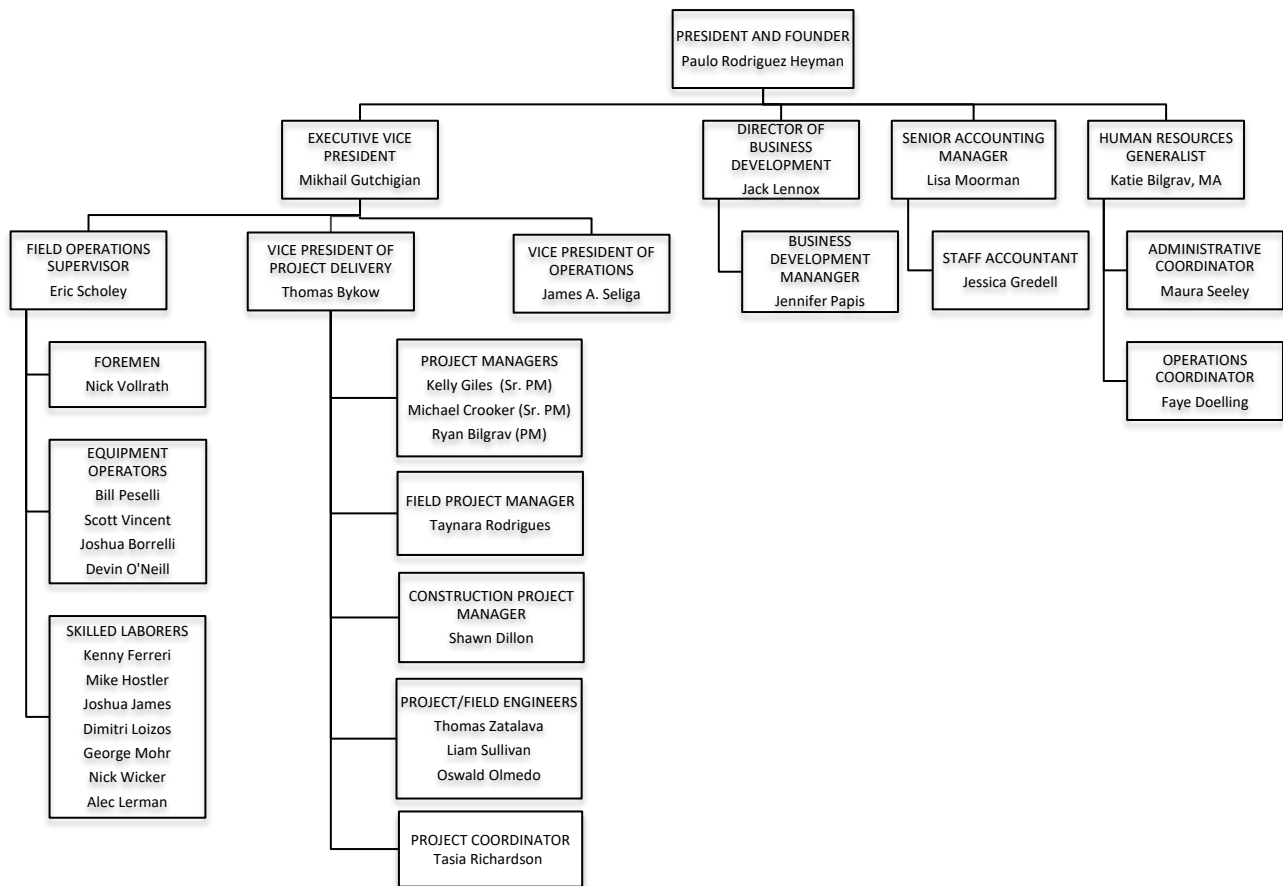 PRESIDENT AND FOUNDER
Paulo Rodriguez Heyman
EXECUTIVE VICE
PRESIDENT
Mikhail Gutchigian
DIRECTOR OF
BUSINESS
DEVELOPMENT
Jack Lennox
SENIOR ACCOUNTING
MANAGER
Lisa Moorman
HUMAN RESOURCES
GENERALIST
Katie Bilgrav, MA
FIELD OPERATIONS
SUPERVISOR
Eric Scholey
VICE PRESIDENT OF
PROJECT DELIVERY
Thomas Bykow
VICE PRESIDENT OF
OPERATIONS
James A. Seliga
BUSINESS
DEVELOPMENT
MANANGER
Jennifer Papis
STAFF ACCOUNTANT
Jessica Gredell
ADMINISTRATIVE
COORDINATOR
Maura Seeley
FOREMEN
Nick Vollrath
PROJECT MANAGERS
Kelly Giles (Sr. PM)
Michael Crooker (Sr. PM)
Ryan Bilgrav (PM)
OPERATIONS
COORDINATOR
Faye Doelling
EQUIPMENT
OPERATORS
Bill Peselli
Scott Vincent
Joshua Borrelli
Devin O'Neill
FIELD PROJECT MANAGER
Taynara Rodrigues
CONSTRUCTION PROJECT
MANAGER
Shawn Dillon
SKILLED LABORERS
Kenny Ferreri
Mike Hostler
Joshua James
Dimitri Loizos
George Mohr
Nick Wicker
Alec Lerman
PROJECT/FIELD ENGINEERS
Thomas Zatalava
Liam Sullivan
Oswald Olmedo
PROJECT COORDINATOR
Tasia Richardson